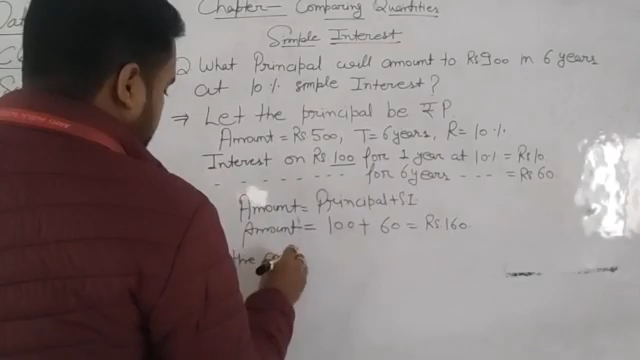 Chapter- Comparing Quantities
Simple Interest
Q What Principal will amount to Rs 900 in 6 years
at 10% simple Interest?
⇒ Let the principal be ₹P.
Amount = Rs 500, T = 6 years, R = 10%
Interest on Rs 100 for 1 year at 10% = Rs 10
- - - - - - - for 6 years - - - = Rs 60
Amount = Principal + SI
Amount = 100 + 60 = Rs 160
the